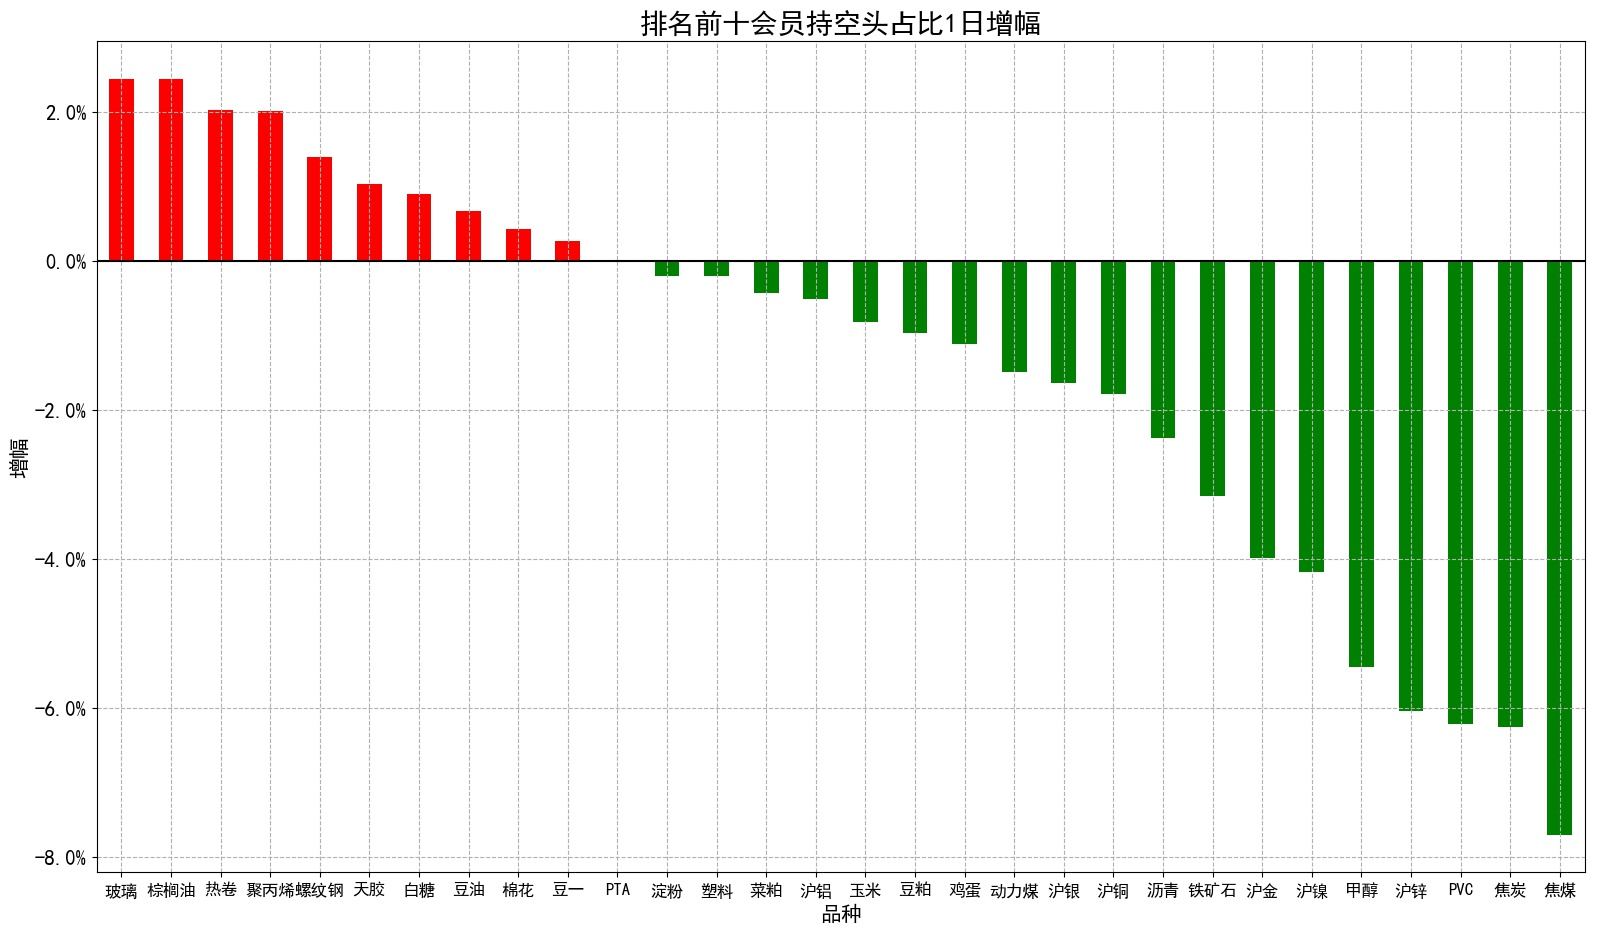 排名前十会员持空头占比1日增幅
2.0%
0.0%
-2.0%
-4.0%
-6.0%
-8.0%
增幅
玻璃 棕榈油 热卷 聚丙烯 螺纹钢 天胶 白糖 豆油 棉花 豆一 PTA 淀粉 塑料 菜粕 沪铝 玉米 豆粕 鸡蛋 动力煤 沪银 沪铜 沥青 铁矿石 沪金 沪镍 甲醇 沪锌 PVC 焦炭 焦煤
品种